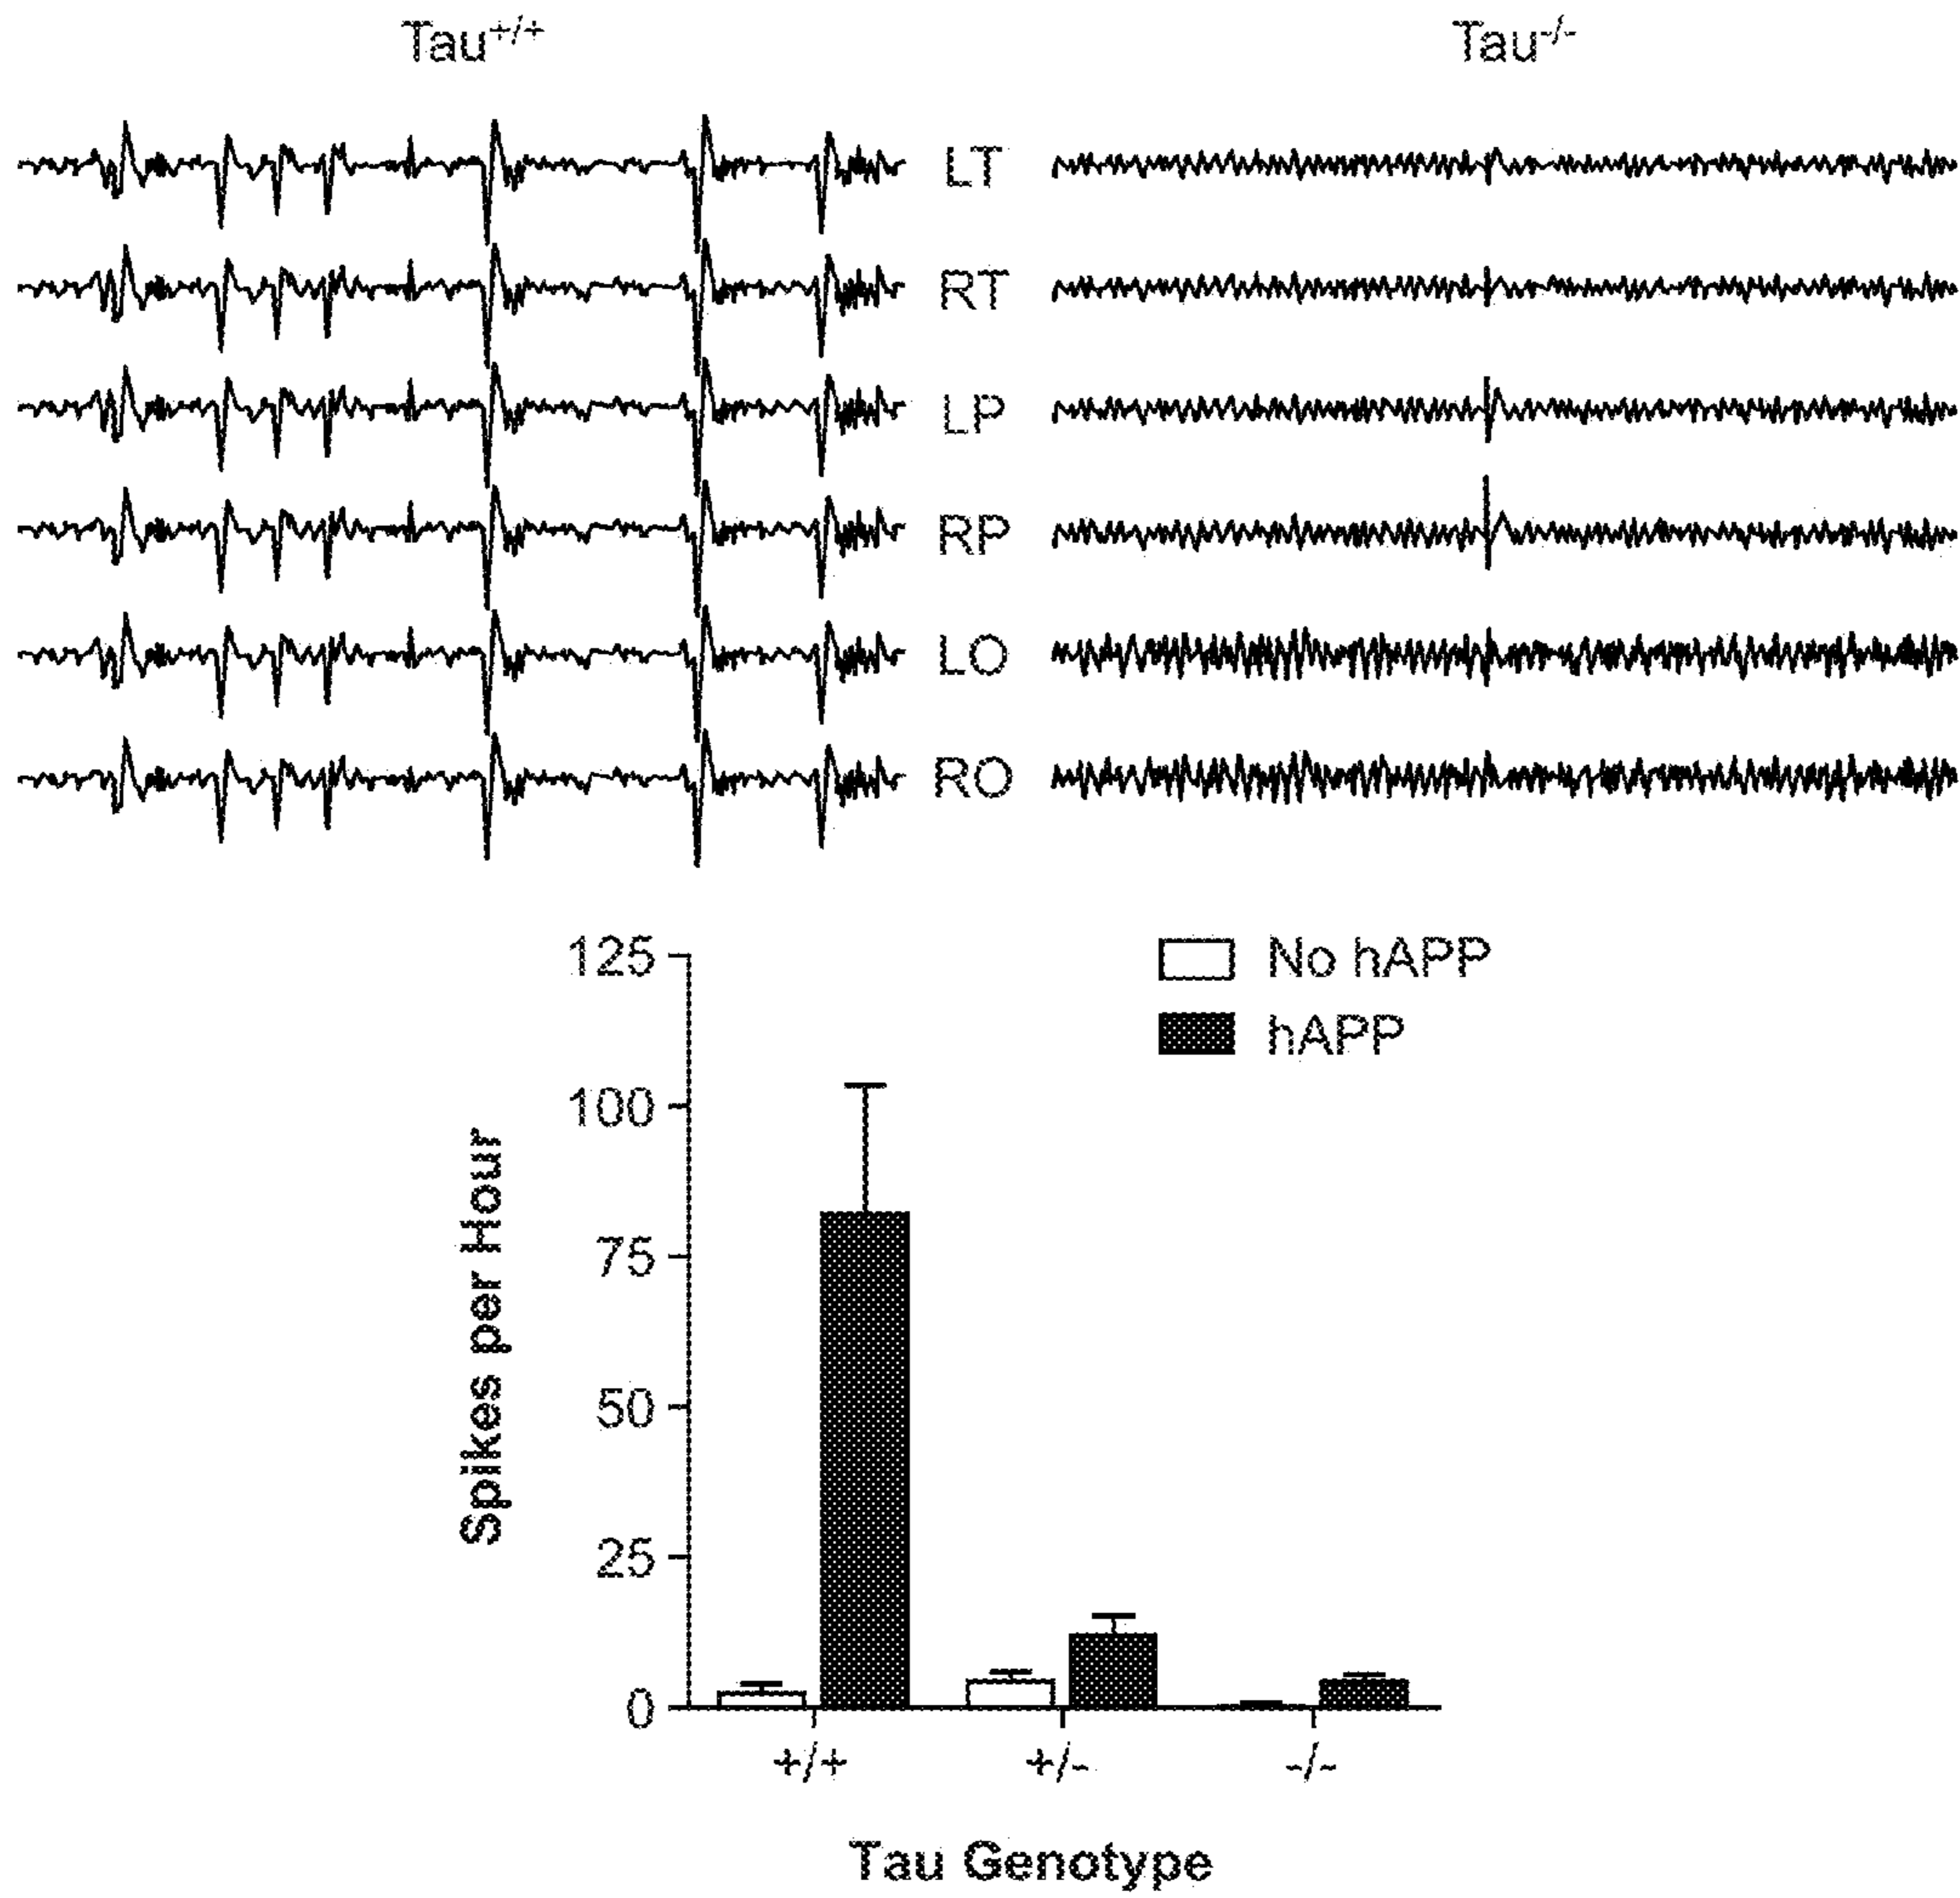 Tau+/+
Tau-/-
LT
RT
LP
RP
LO
RO
No hAPP
hAPP
125
100
75
50
25
0
Spikes per Hour
+/+
+/-
-/-
Tau Genotype